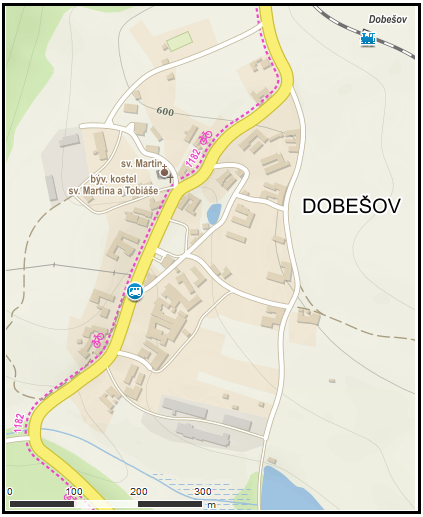 Dobešov
600
1182
sv. Martin
býv. kostel
sv. Martina a Tobiáše
DOBEŠOV
1182
0 100 200 300
m